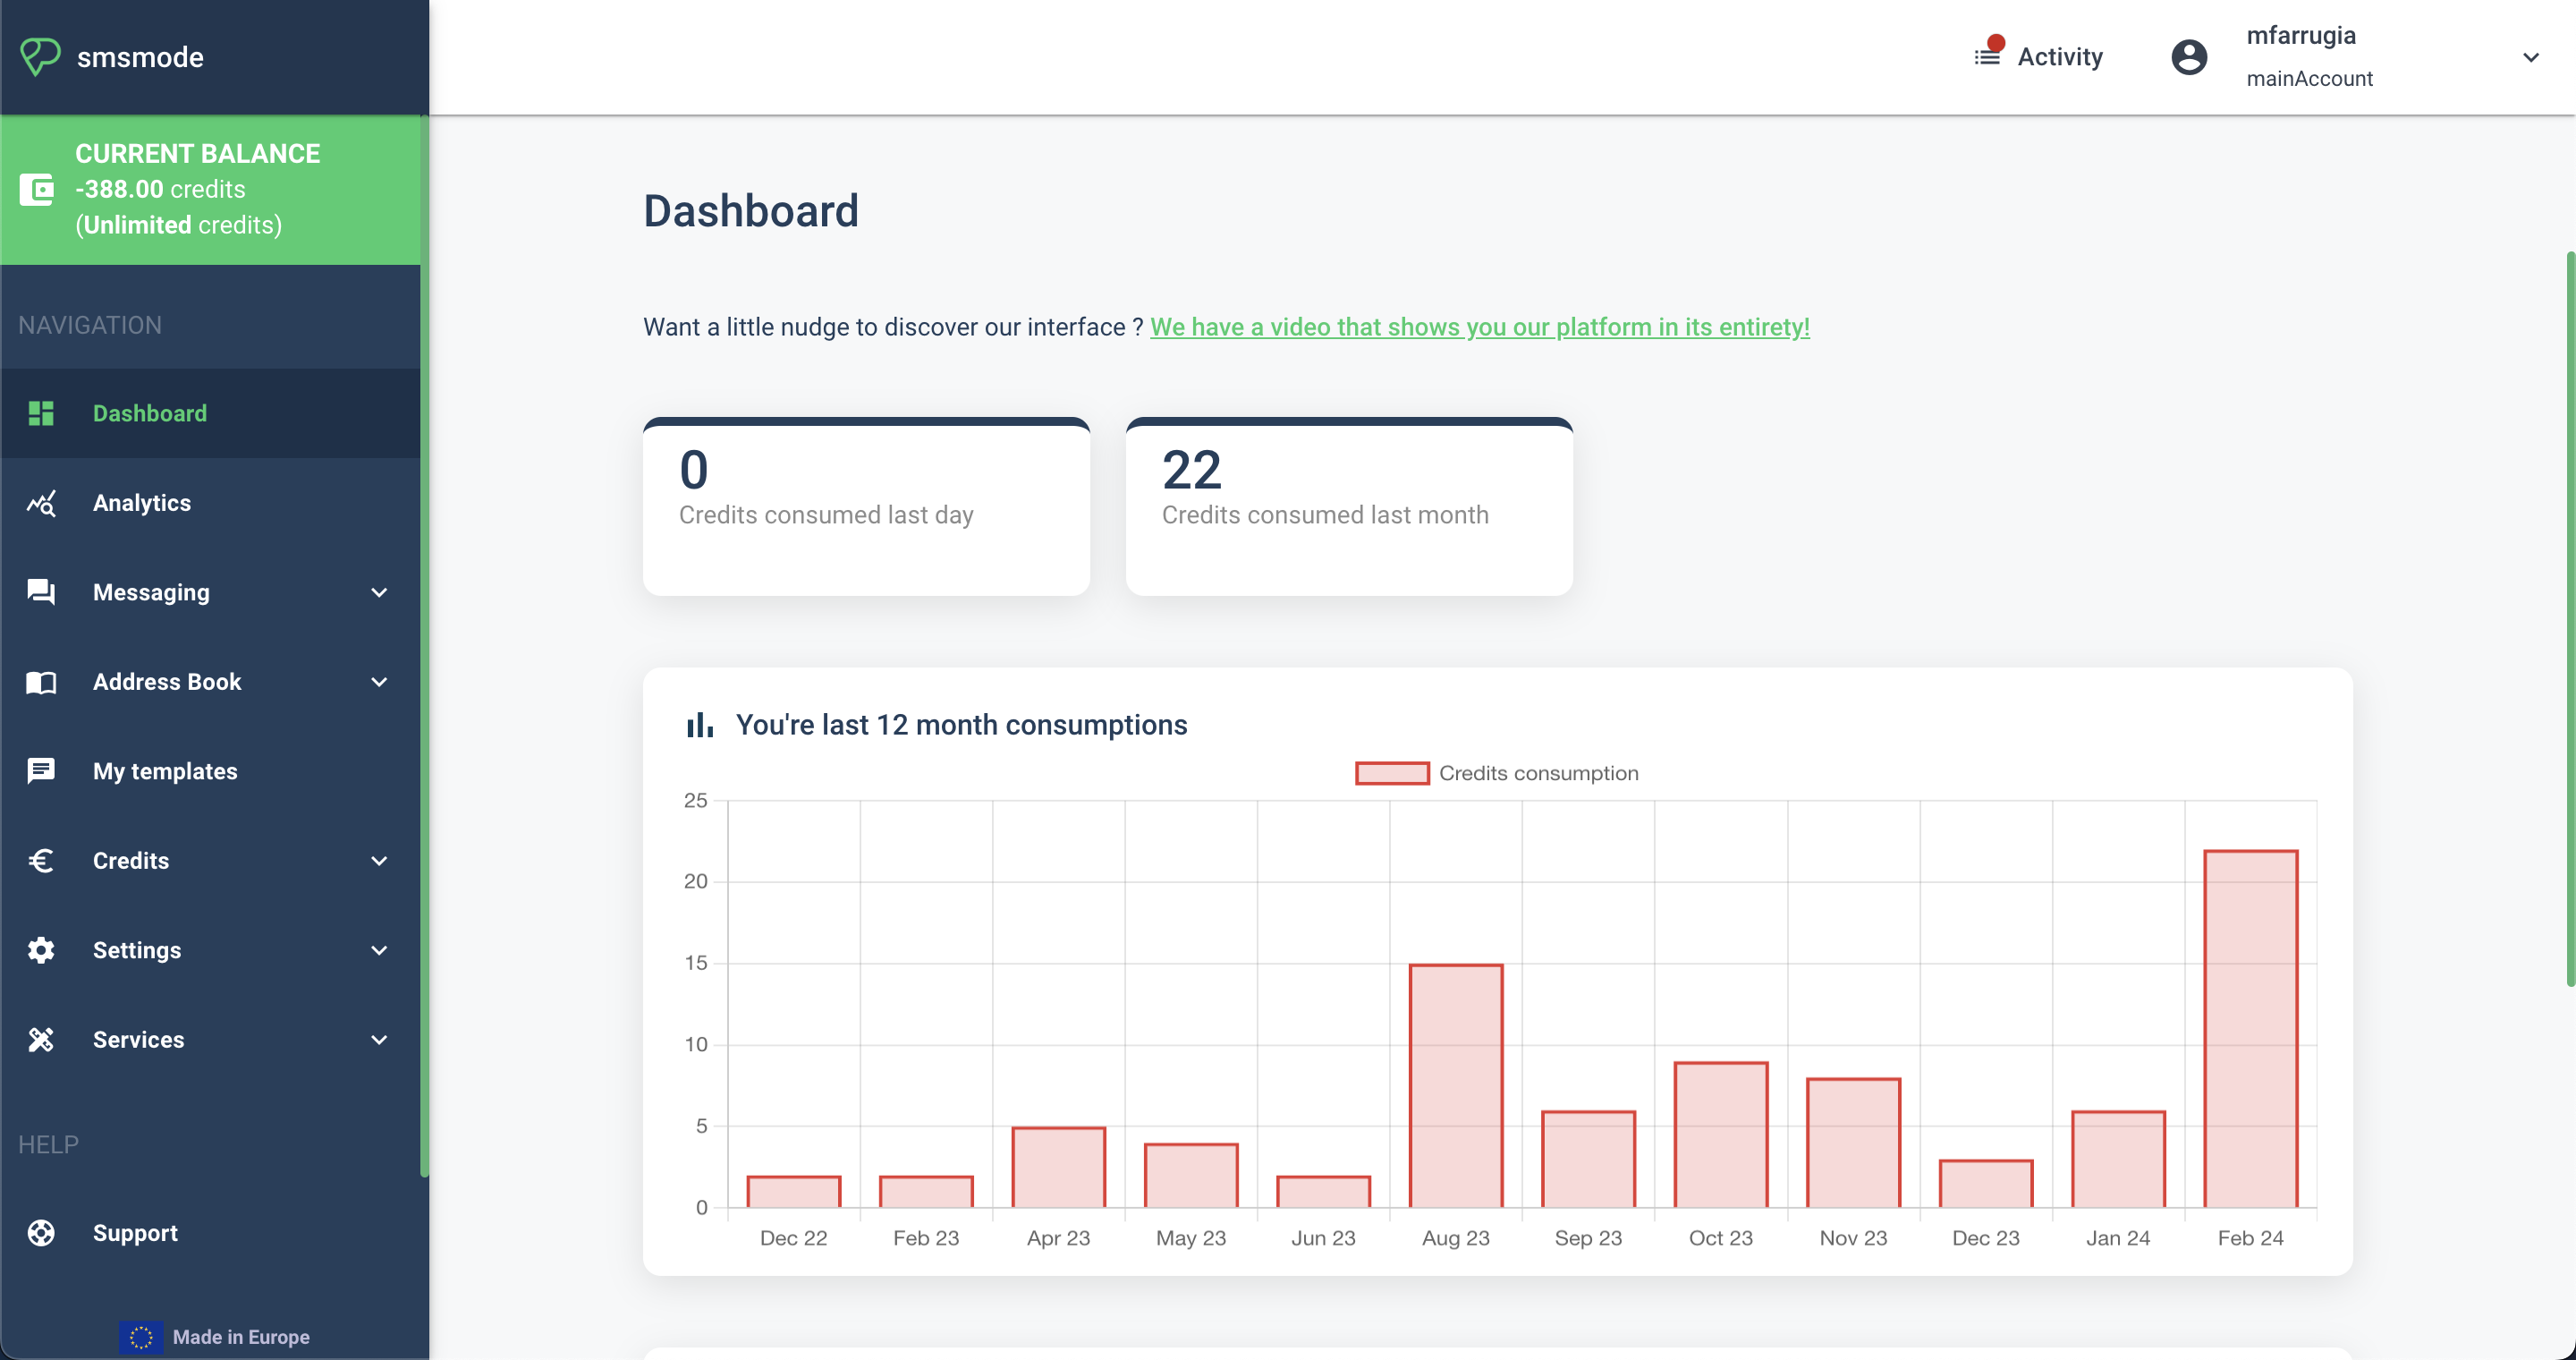 smsmode
Activity
mfarrugia
mainAccount
CURRENT BALANCE
-388.00 credits
(Unlimited credits)
NAVIGATION
Dashboard
Analytics
Messaging
Address Book
My templates
Credits
Settings
Services
HELP
Support
Made in Europe
Dashboard
Want a little nudge to discover our interface ? We have a video that shows you our platform in its entirety!
0
Credits consumed last day
22
Credits consumed last month
You're last 12 month consumptions
Credits consumption
25
20
15
10
5
0
Dec 22 Feb 23 Apr 23 May 23 Jun 23 Aug 23 Sep 23 Oct 23 Nov 23 Dec 23 Jan 24 Feb 24